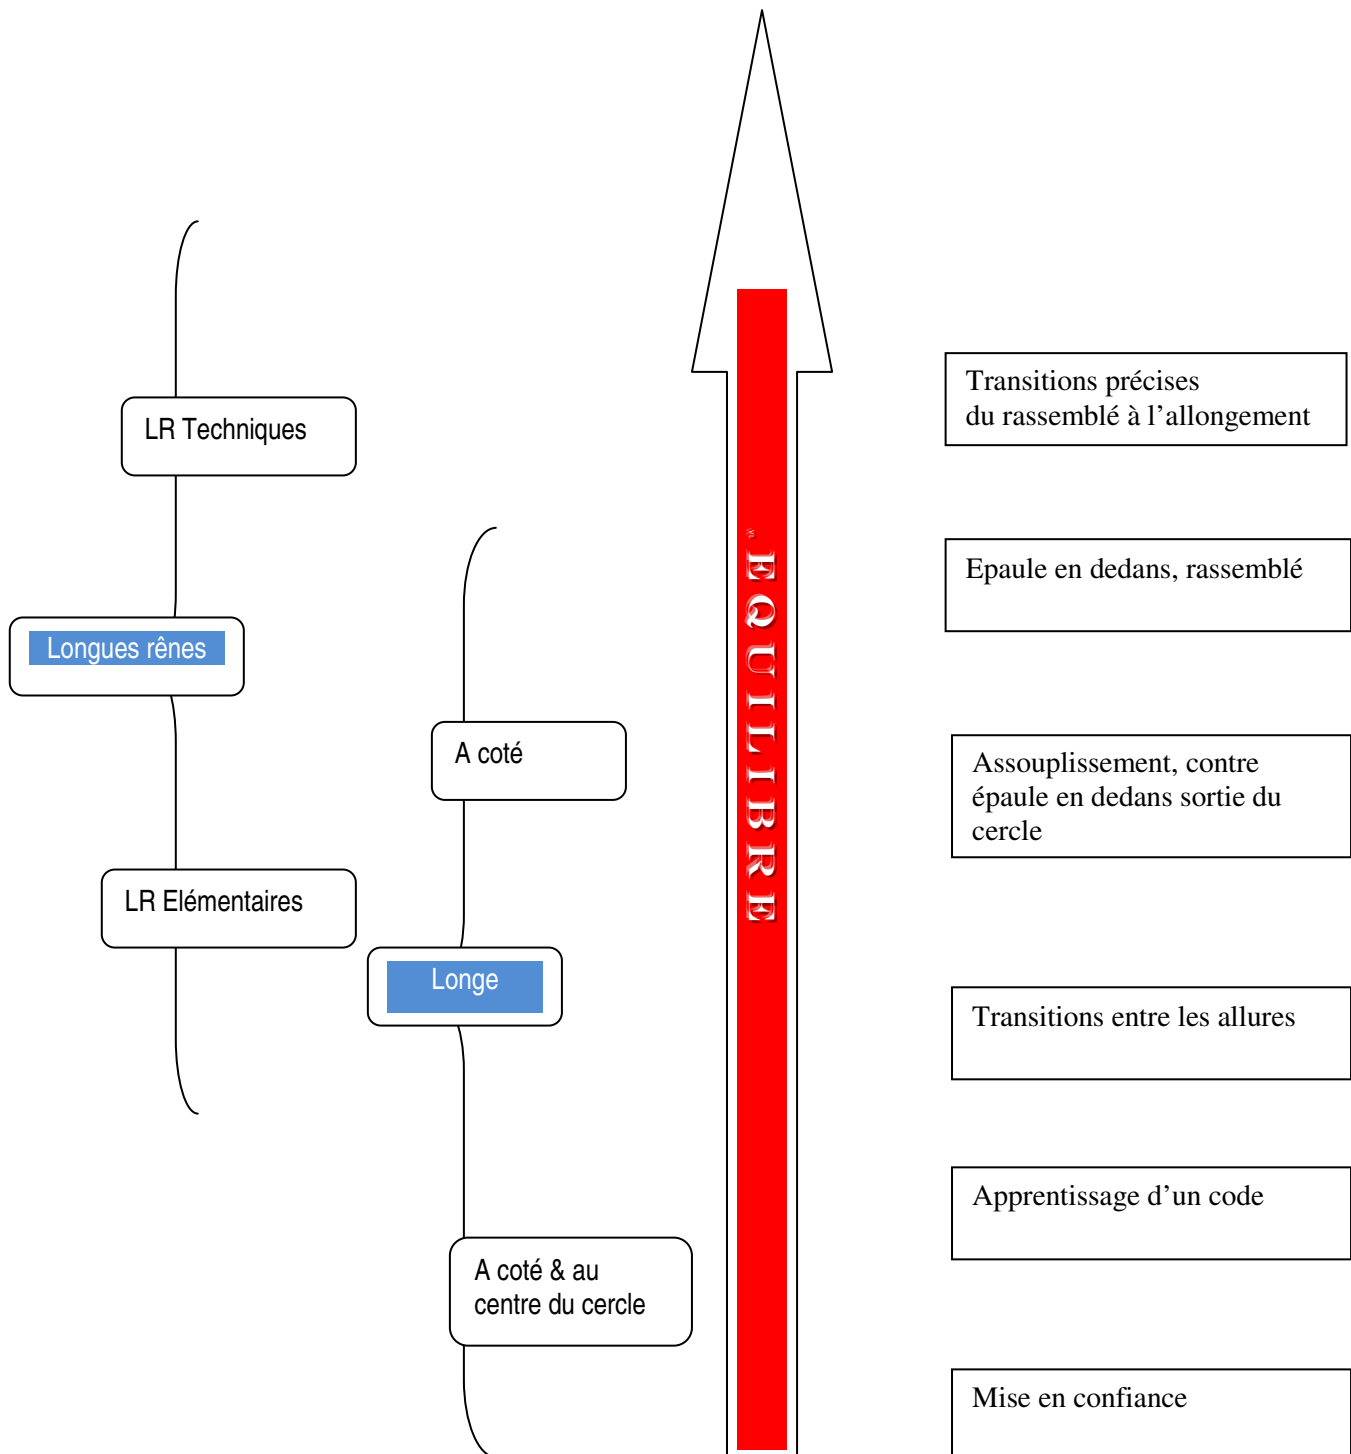 LR Techniques
Longues rênes
LR Elémentaires
A coté
Longe
A coté & au
centre du cercle
EQUILIBRE
Transitions précises
du rassemblé à l’allongement
Epaule en dedans, rassemblé
Assouplissement, contre
épaule en dedans sortie du
cercle
Transitions entre les allures
Apprentissage d’un code
Mise en confiance